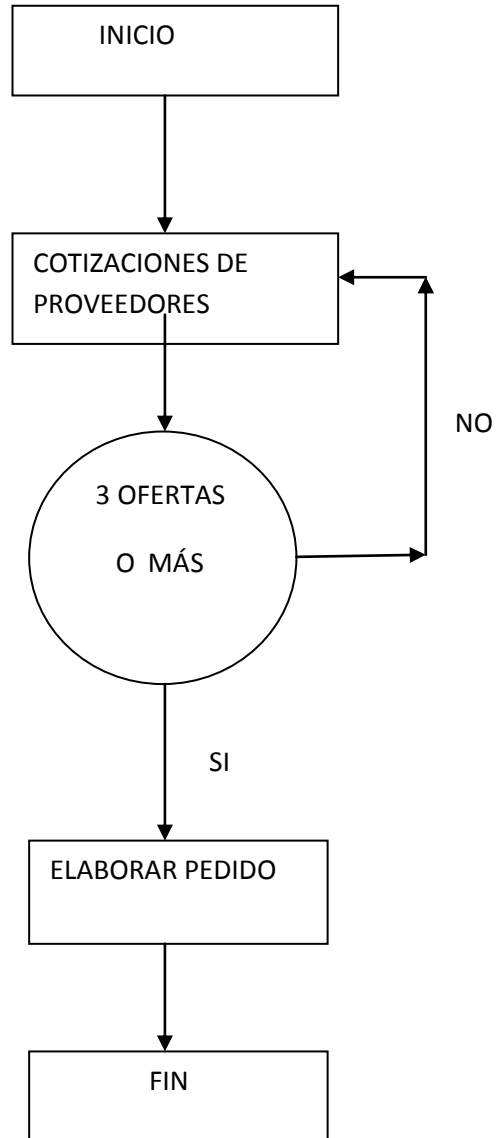 INICIO
COTIZACIONES DE
PROVEEDORES
NO
3 OFERTAS
O MÁS
SI
ELABORAR PEDIDO
FIN